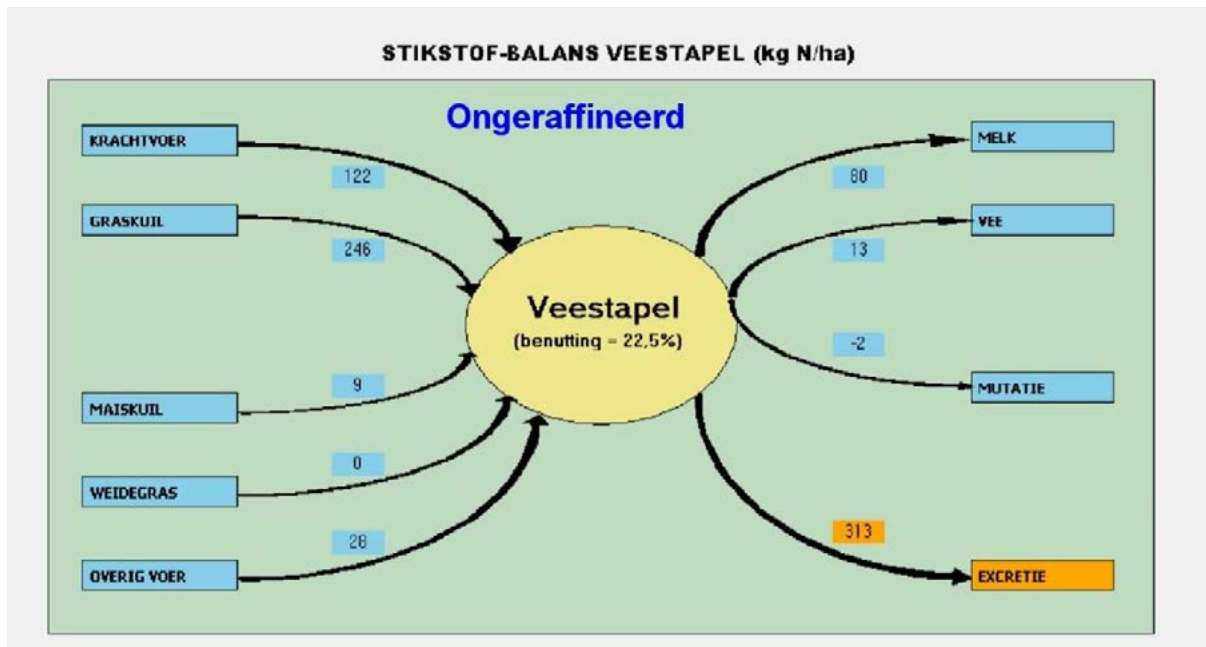 STIKSTOF-BALANS VEESTAPEL (kg N/ha)
Ongeraffineerd
KRACHTVOER
122
GRASKUIL
246
MAISKUIL
9
WEIDEGRAS
0
OVERIG VOER
28
Veestapel
(benutting = 22,5%)
MELK
80
VEE
13
-2
MUTATIE
313
EXCRETIE